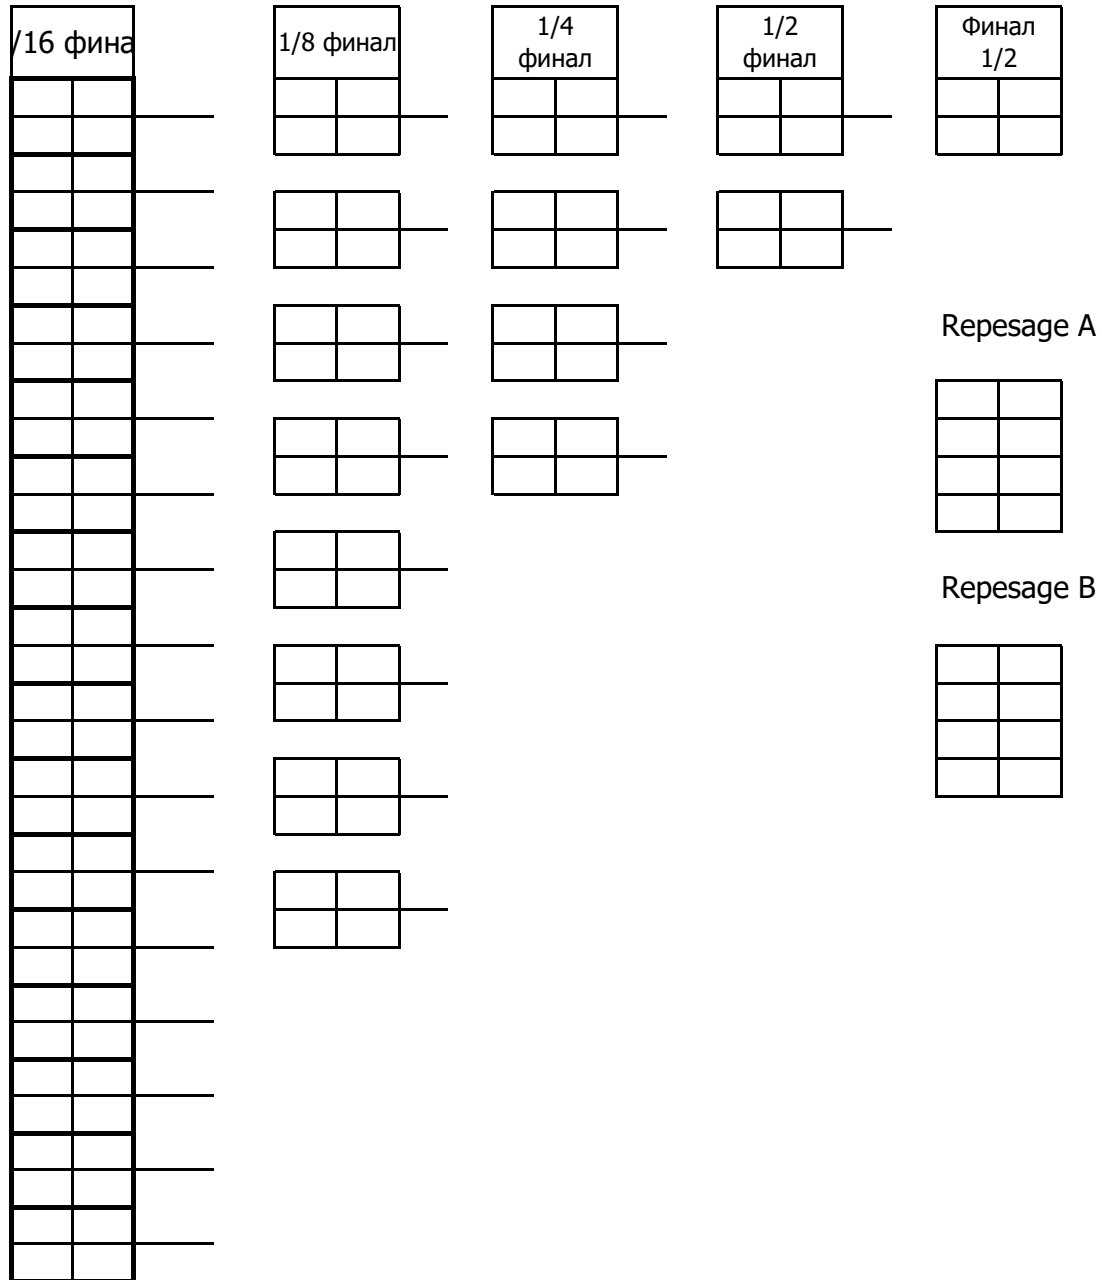 /16 фина
1/8 финал
1/4
финал
1/2
финал
Финал
1/2
Repesage A
Repesage B